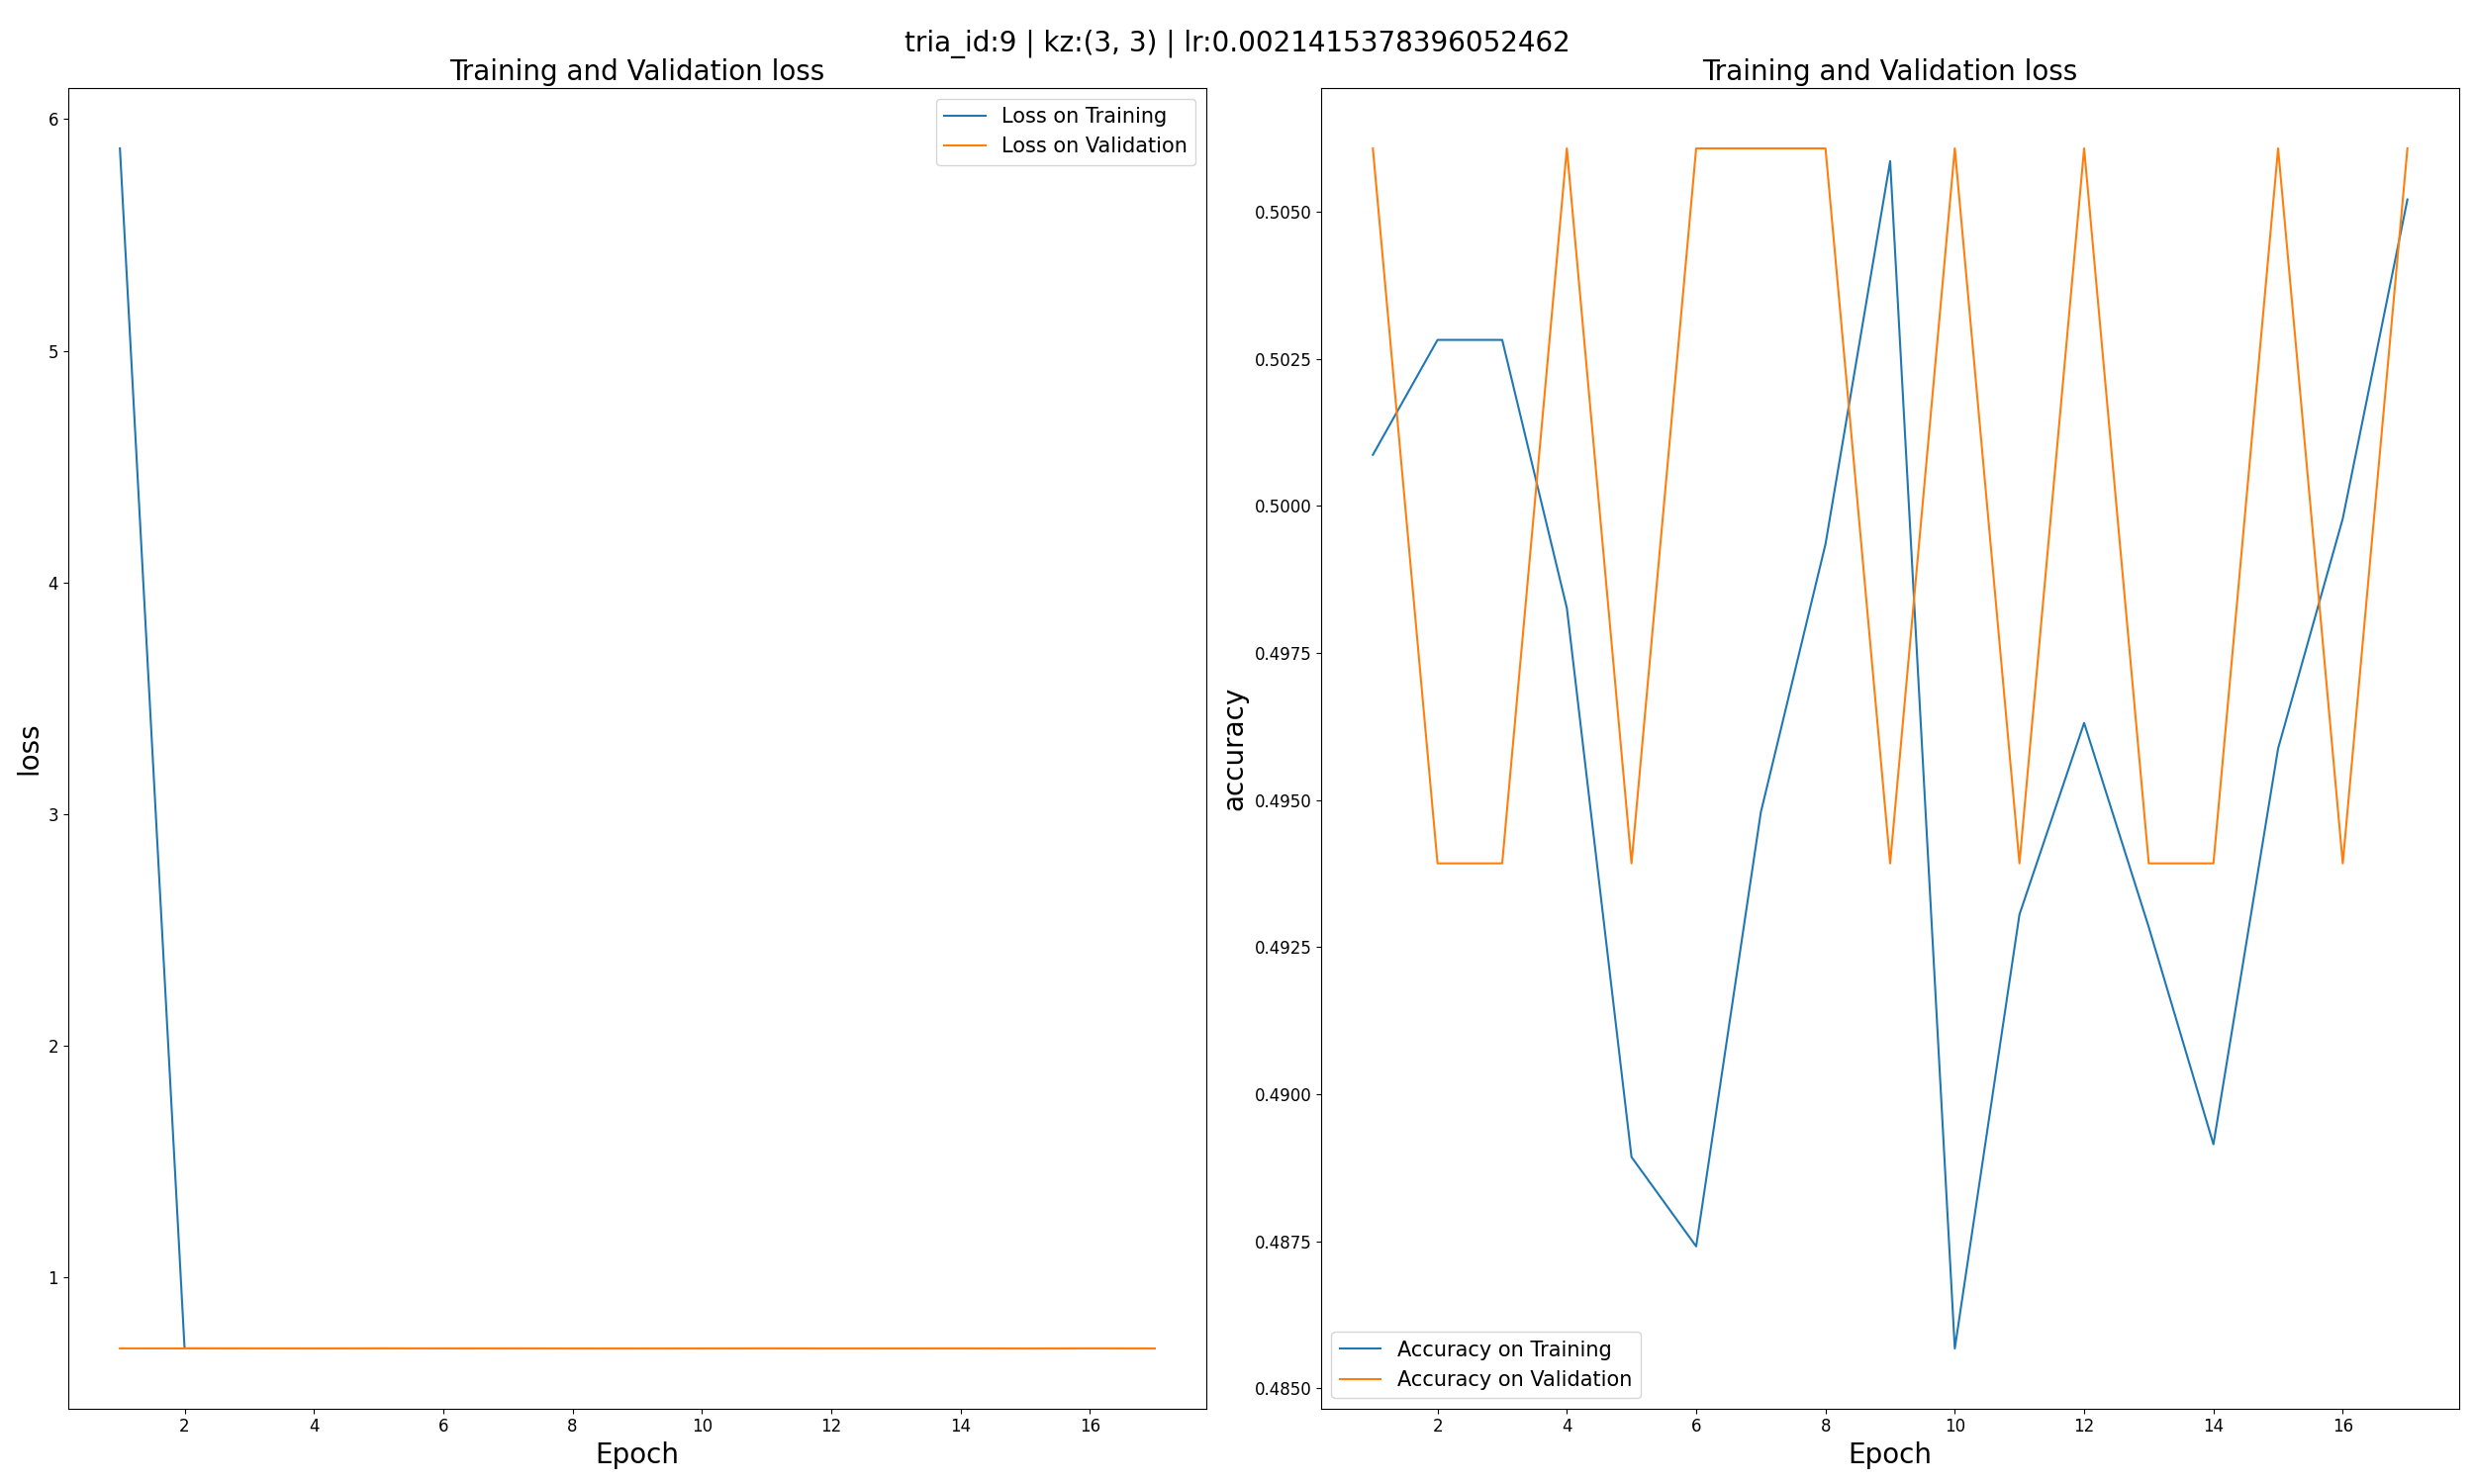 tria_id:9 | kz:(3, 3) | lr:0.0021415378396052462
Training and Validation loss
6
5
4
3
2
1
loss
Loss on Training
Loss on Validation
2 4 6 8 10 12 14 16
Epoch
Training and Validation loss
0.5050
0.5025
0.5000
0.4975
0.4950
0.4925
0.4900
0.4875
0.4850
accuracy
Accuracy on Training
Accuracy on Validation
2 4 6 8 10 12 14 16
Epoch